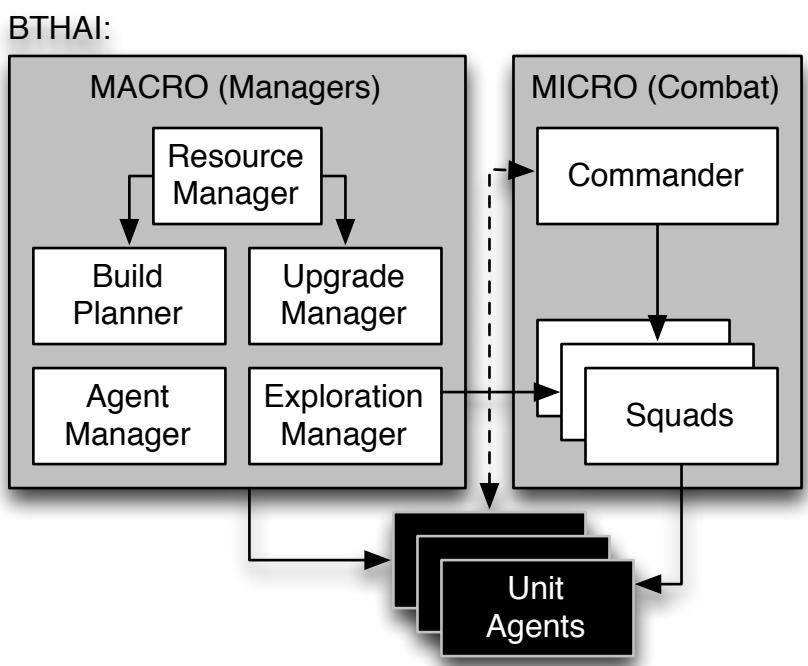 BTHAI:
MACRO (Managers)
Resource
Manager
Build
Planner
Upgrade
Manager
Agent
Manager
Exploration
Manager
MICRO (Combat)
Commander
Squads
Unit
Agents